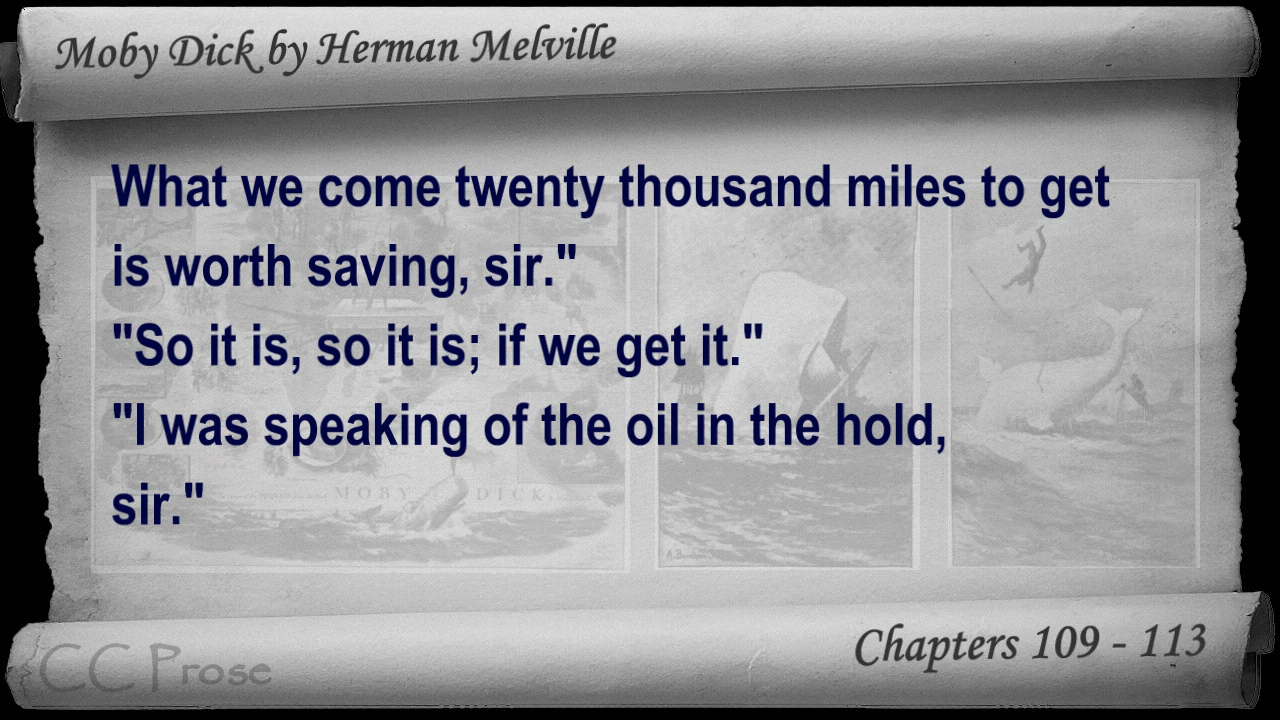 Moby Dick by Herman Melville
What we come twenty thousand miles to get
is worth saving, sir."
"So it is, so it is; if we get it."
"I was speaking of the oil in the hold,
sir."
MOBY DICK
Chapters 109 - 113
CC Prose